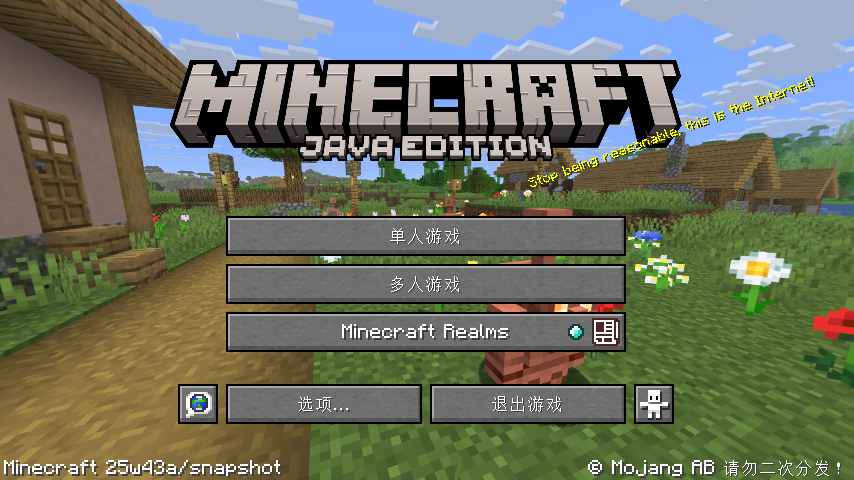 MINECRAFT
JAVA EDITION
Stop being reasonable, this is the Internet!
单人游戏
多人游戏
Minecraft Realms
选项...
退出游戏
Minecraft 25w43a/snapshot
© Mojang AB 请勿二次分发!